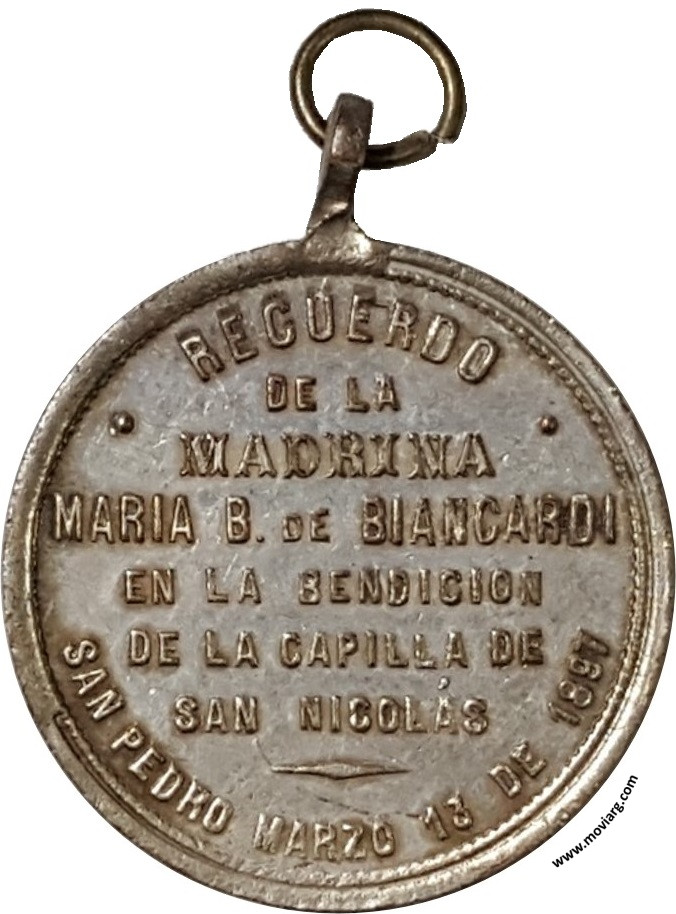 RECUERDO
DE LA
MADRINA
MARIA B. DE BIANCARDI
EN LA BENDICION
DE LA CAPILLA DE
SAN NICOLÁS
SAN PEDRO MARZO 13 DE 1897
www.moviarg.com